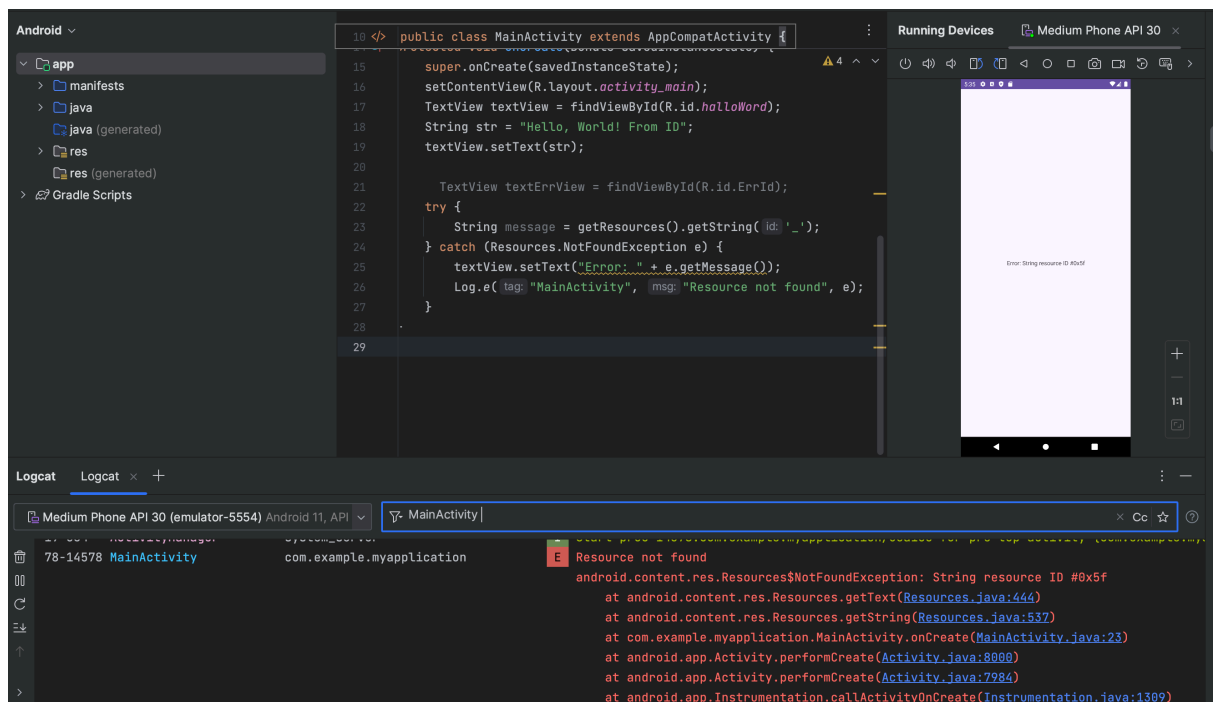 Android
app
manifests
java
java (generated)
res
res (generated)
Gradle Scripts
10 </> public class MainActivity extends AppCompatActivity {
4
15 super.onCreate(savedInstanceState);
16 setContentView(R.layout.activity_main);
17 TextView textView = findViewById(R.id.halloWord);
18 String str = "Hello, World! From ID";
19 textView.setText(str);
20
21 TextView textErrView = findViewById(R.id.ErrId);
22 try {
23 String message = getResources().getString( id: '_');
24 } catch (Resources.NotFoundException e) {
25 textView.setText("Error: " + e.getMessage());
26 Log.e( tag: "MainActivity", msg: "Resource not found", e);
27 }
28
29
Running Devices Medium Phone API 30 ×
5:35
Error: String resource ID #0x5f
1:1
Logcat Logcat × +
Medium Phone API 30 (emulator-5554) Android 11, API
MainActivity
× Cc
78-14578 MainActivity com.example.myapplication E Resource not found
android.content.res.Resources$NotFoundException: String resource ID #0x5f
at android.content.res.Resources.getText(Resources.java:444)
at android.content.res.Resources.getString(Resources.java:537)
at com.example.myapplication.MainActivity.onCreate(MainActivity.java:23)
at android.app.Activity.performCreate(Activity.java:8000)
at android.app.Activity.performCreate(Activity.java:7984)
at android.app.Instrumentation.callActivityOnCreate(Instrumentation.java:1309)